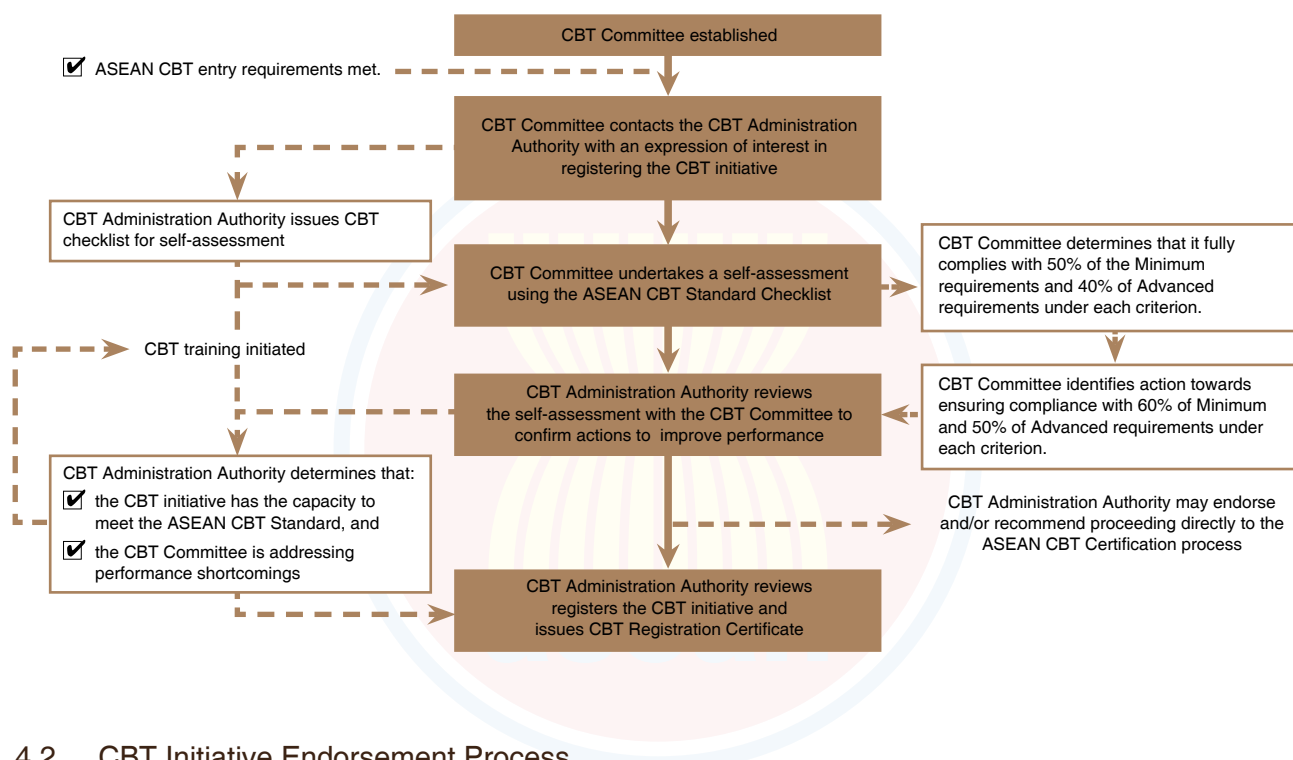 CBT Committee established
✔ ASEAN CBT entry requirements met.
CBT Committee contacts the CBT Administration
Authority with an expression of interest in
registering the CBT initiative
CBT Administration Authority issues CBT
checklist for self-assessment
CBT Committee undertakes a self-assessment
using the ASEAN CBT Standard Checklist
CBT Committee determines that it fully
complies with 50% of the Minimum
requirements and 40% of Advanced
requirements under each criterion.
CBT training initiated
CBT Administration Authority reviews
the self-assessment with the CBT Committee to
confirm actions to improve performance
CBT Committee identifies action towards
ensuring compliance with 60% of Minimum
and 50% of Advanced requirements under
each criterion.
CBT Administration Authority determines that:
✔ the CBT initiative has the capacity to
meet the ASEAN CBT Standard, and
✔ the CBT Committee is addressing
performance shortcomings
CBT Administration Authority may endorse
and/or recommend proceeding directly to the
ASEAN CBT Certification process
CBT Administration Authority reviews
registers the CBT initiative and
issues CBT Registration Certificate
4.2 CBT Initiative Endorsement Process